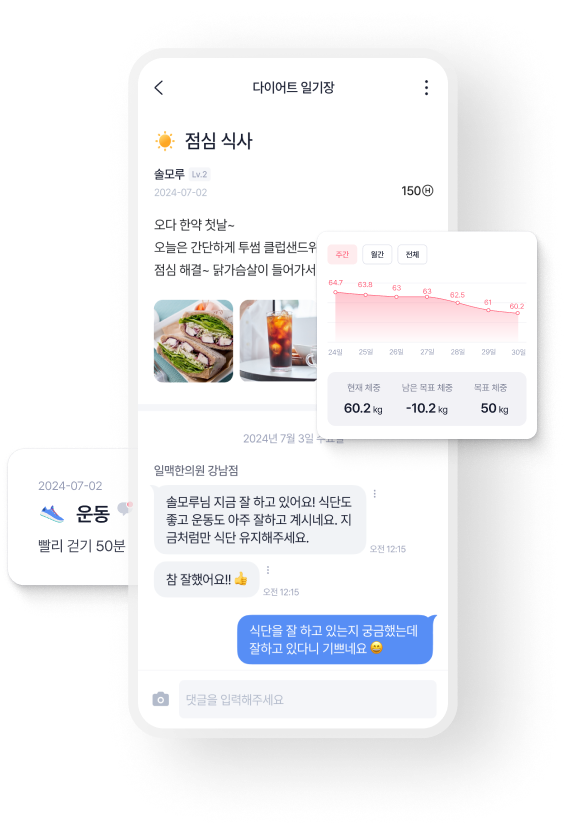 다이어트 일기장
점심 식사
솔모루 Lv.2
2024-07-02
150 H
오다 한약 첫날~
오늘은 간단하게 투썸 클럽샌드위
점심 해결~ 닭가슴살이 들어가서
주간 월간 전체
64.7 63.8 63 63 62.5 61 60.2
24일 25일 26일 27일 28일 29일 30일
현재 체중 남은 목표 체중 목표 체중
60.2 kg -10.2 kg 50 kg
2024년 7월 3일 수요일
일맥한의원 강남점
솔모루님 지금 잘 하고 있어요! 식단도
좋고 운동도 아주 잘하고 계시네요. 지
금처럼만 식단 유지해주세요.
오전 12:15
참 잘했어요!! 👍
오전 12:15
2024-07-02
운동
빨리 걷기 50분
식단을 잘 하고 있는지 궁금했는데
잘하고 있다니 기쁘네요 😄
댓글을 입력해주세요